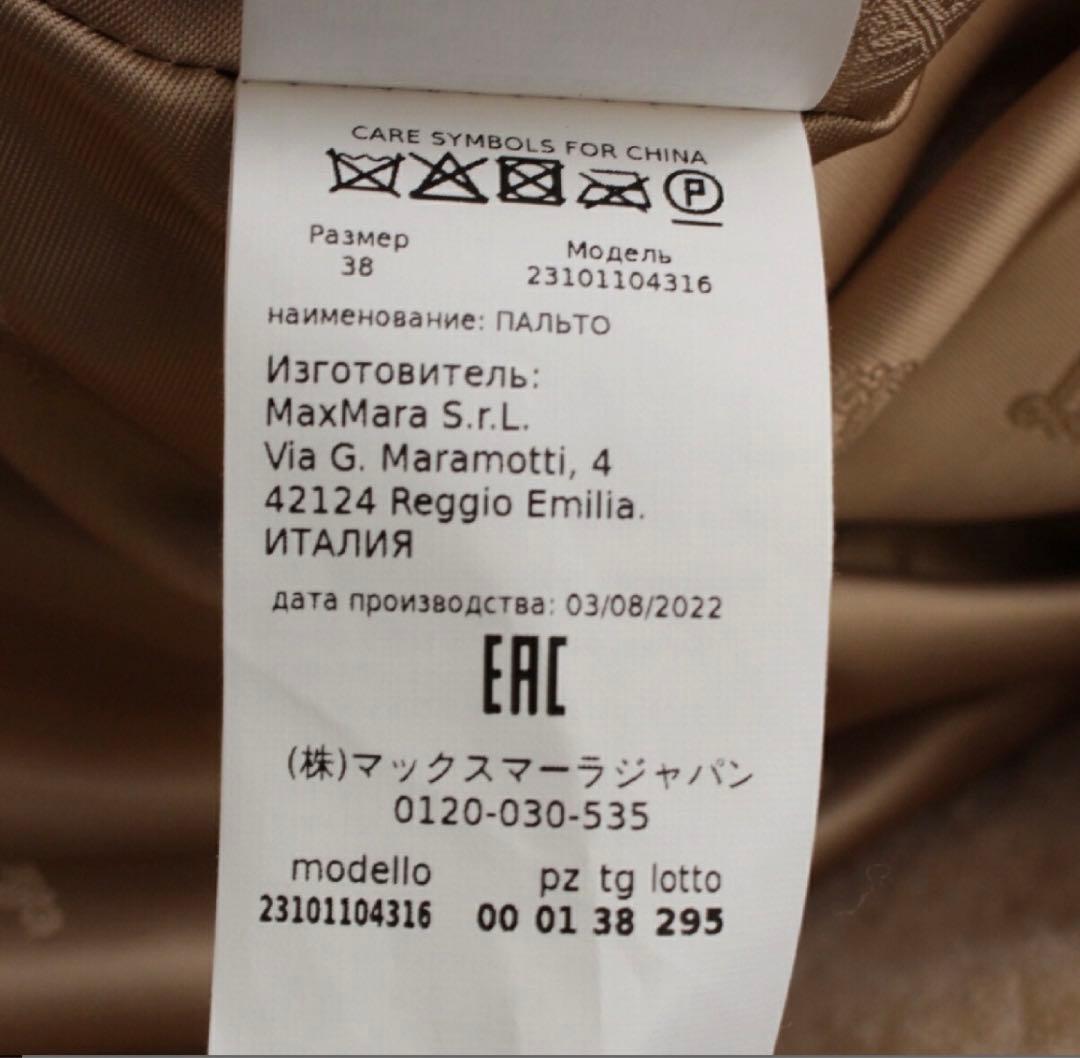 CARE SYMBOLS FOR CHINA
P
Размер
38
Модель
23101104316
наименование: ПАЛЬТО
Изготовитель:
MaxMara S.r.L.
Via G. Maramotti, 4
42124 Reggio Emilia.
ИТАЛИЯ
дата производства: 03/08/2022
EAC
(株)マックスマーラジャパン
0120-030-535
modello pz tg lotto
23101104316 00 01 38 295